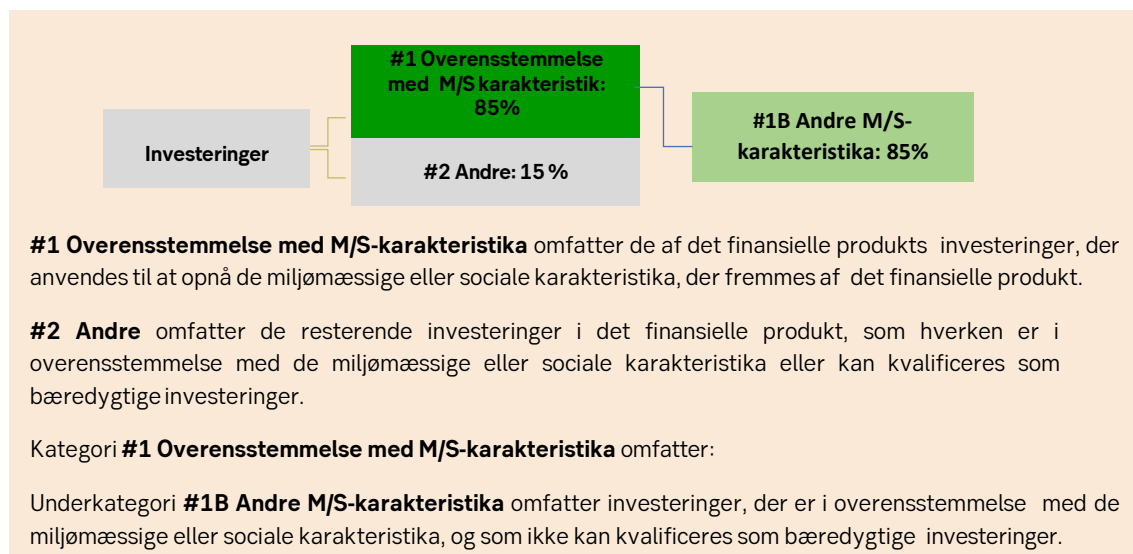 #1 Overensstemmelse
med M/S karakteristik:
85%
Investeringer
#2 Andre: 15 %
#1B Andre M/S-
karakteristika: 85%
#1 Overensstemmelse med M/S-karakteristika omfatter de af det finansielle produkts investeringer, der
anvendes til at opnå de miljømæssige eller sociale karakteristika, der fremmes af det finansielle produkt.
#2 Andre omfatter de resterende investeringer i det finansielle produkt, som hverken er i
overensstemmelse med de miljømæssige eller sociale karakteristika eller kan kvalificeres som
bæredygtige investeringer.
Kategori #1 Overensstemmelse med M/S-karakteristika omfatter:
Underkategori #1B Andre M/S-karakteristika omfatter investeringer, der er i overensstemmelse med de
miljømæssige eller sociale karakteristika, og som ikke kan kvalificeres som bæredygtige investeringer.